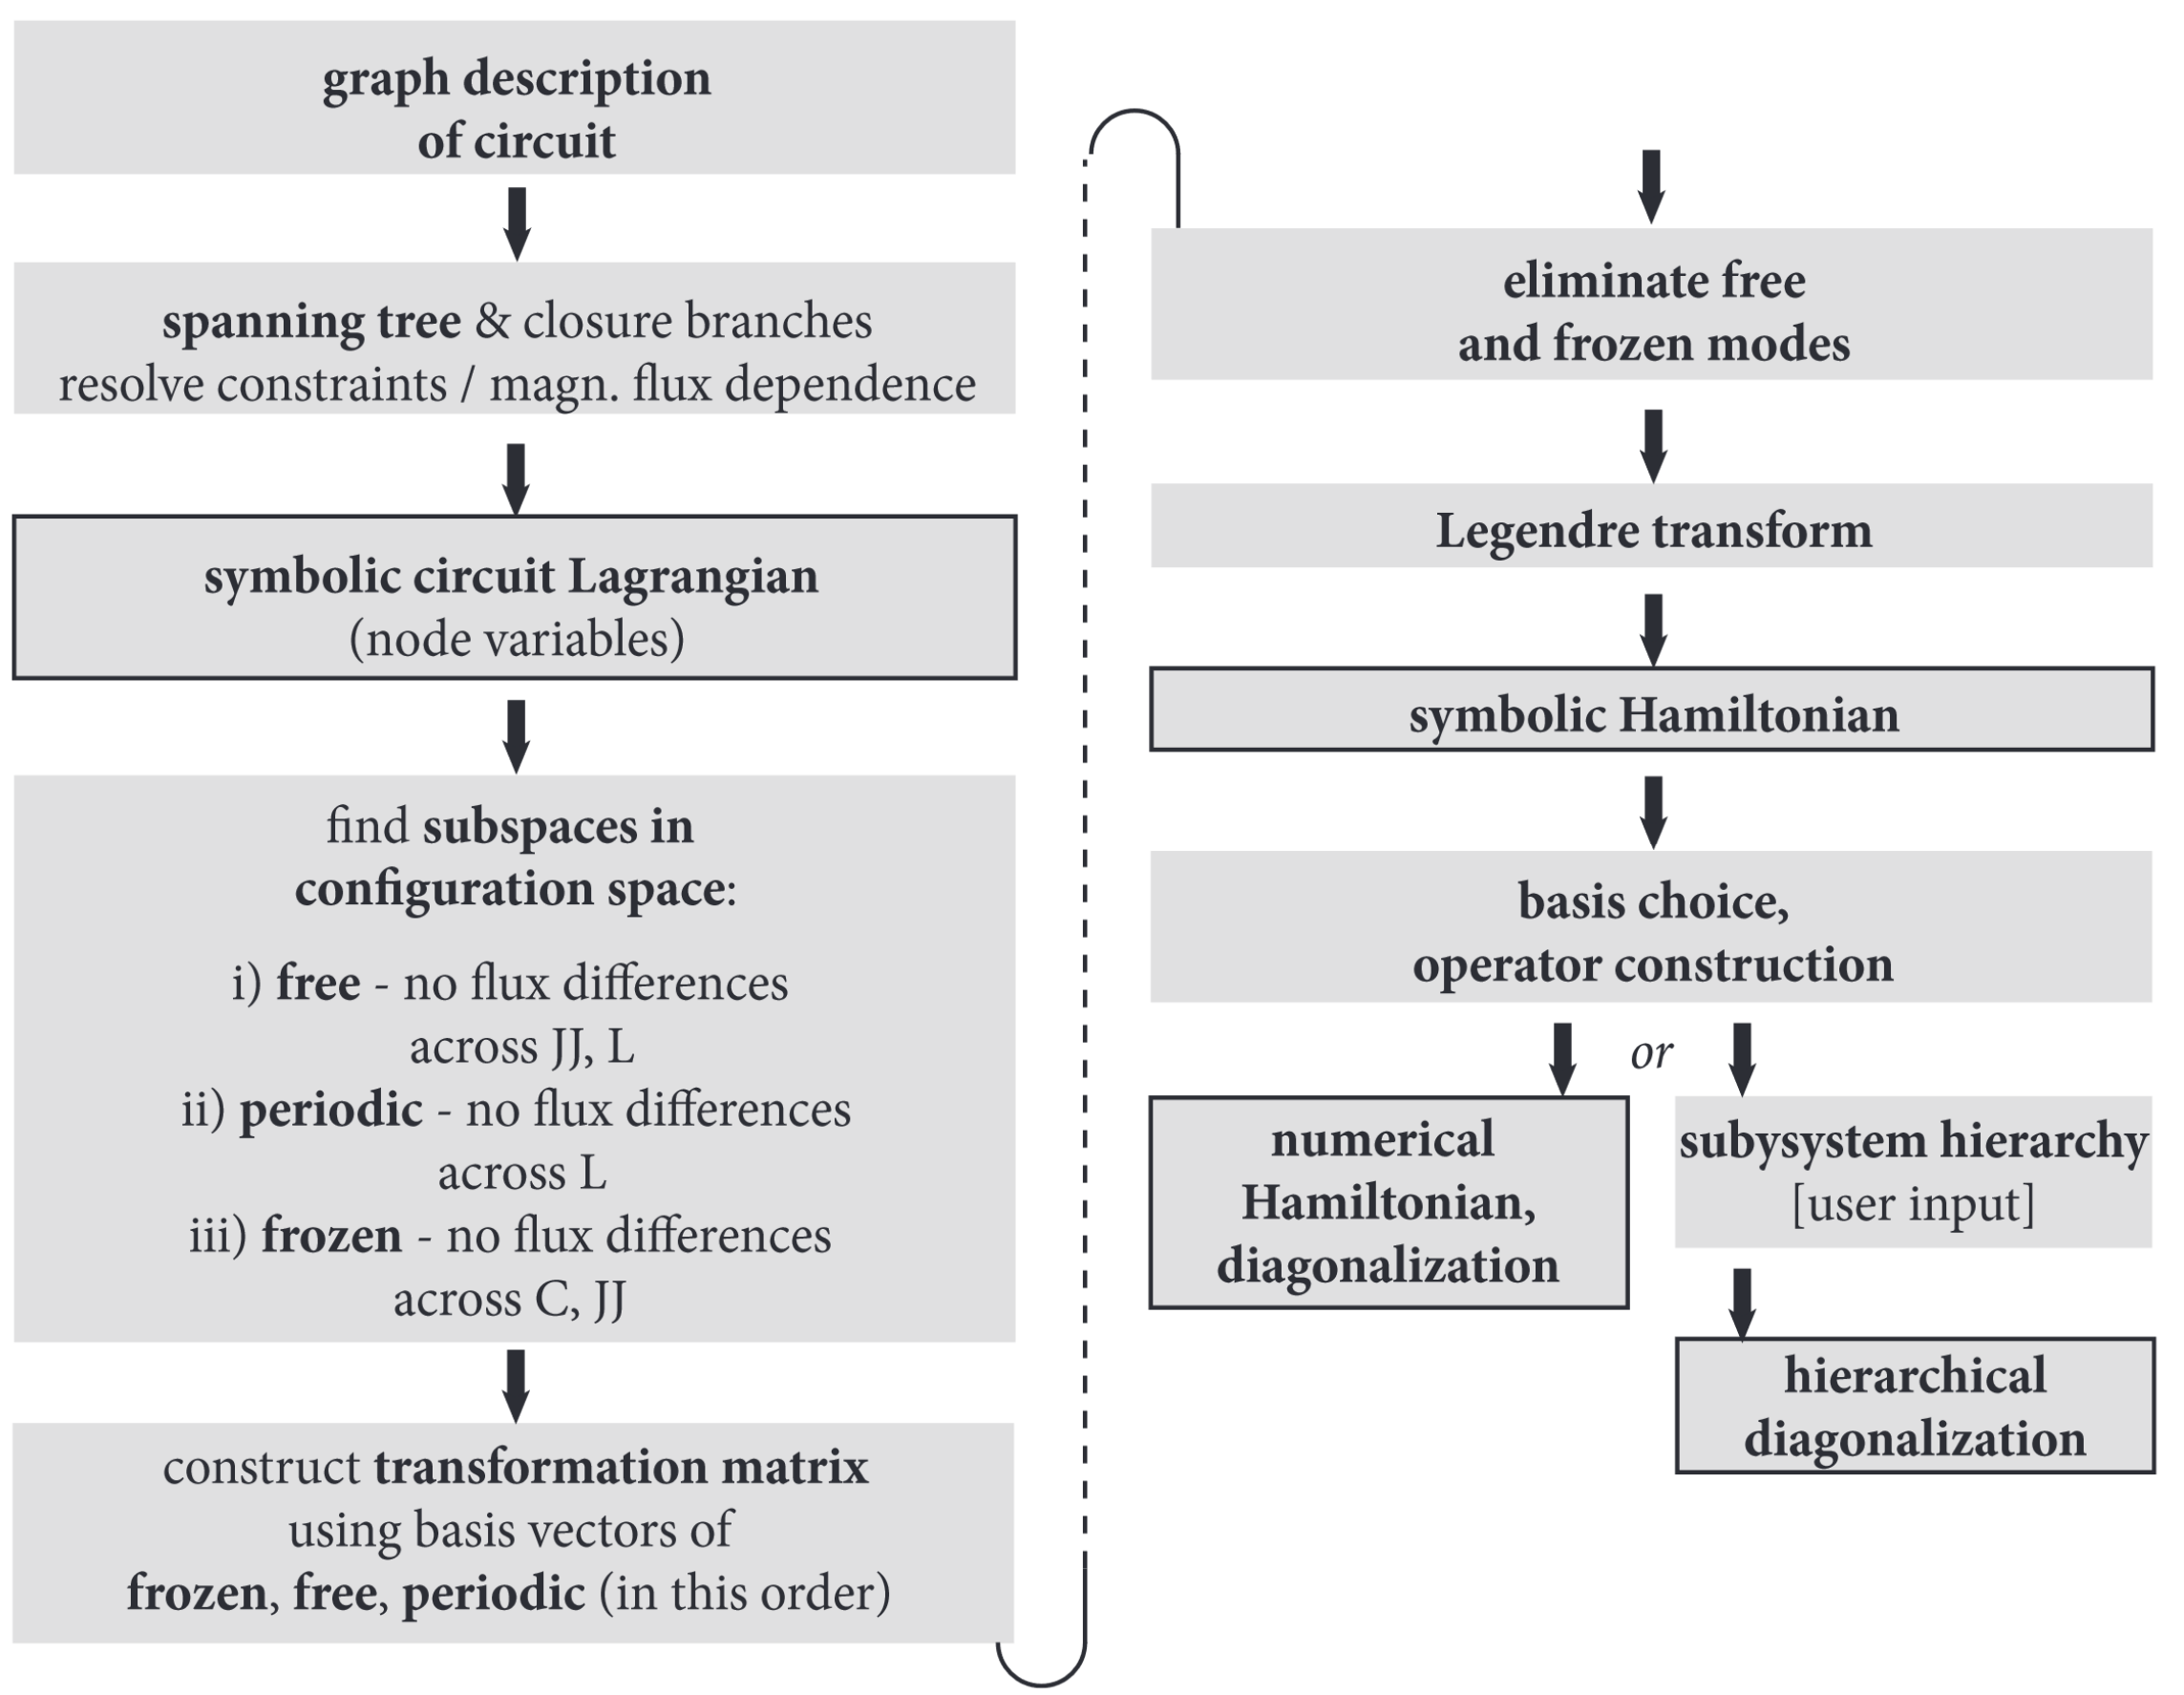 graph description
of circuit
spanning tree & closure branches
resolve constraints / magn. flux dependence
symbolic circuit Lagrangian
(node variables)
find subspaces in
configuration space:
i) free - no flux differences
across JJ, L
ii) periodic - no flux differences
across L
iii) frozen - no flux differences
across C, JJ
construct transformation matrix
using basis vectors of
frozen, free, periodic (in this order)
eliminate free
and frozen modes
Legendre transform
symbolic Hamiltonian
basis choice,
operator construction
or
numerical
Hamiltonian,
diagonalization
subysystem hierarchy
[user input]
hierarchical
diagonalization